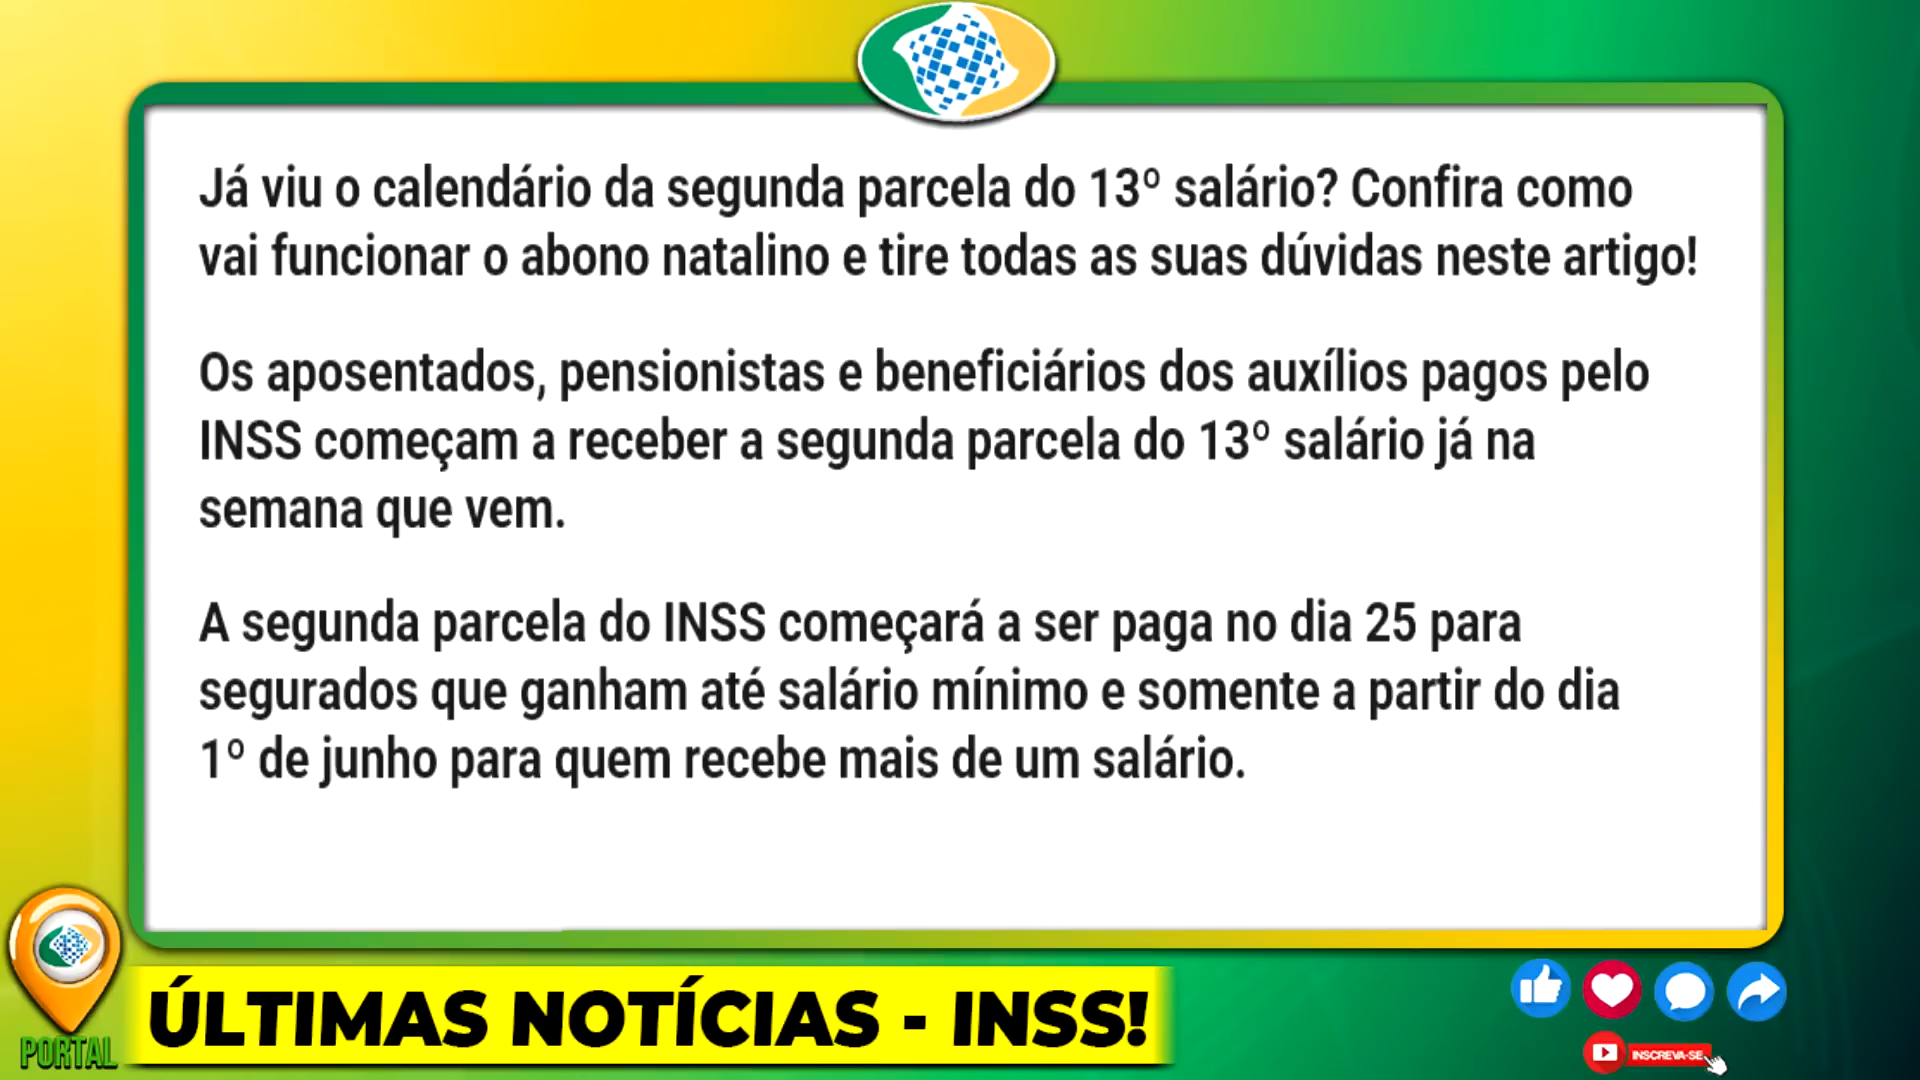 Já viu o calendário da segunda parcela do 13º salário? Confira como
vai funcionar o abono natalino e tire todas as suas dúvidas neste artigo!
Os aposentados, pensionistas e beneficiários dos auxílios pagos pelo
INSS começam a receber a segunda parcela do 13º salário já na
semana que vem.
A segunda parcela do INSS começará a ser paga no dia 25 para
segurados que ganham até salário mínimo e somente a partir do dia
1º de junho para quem recebe mais de um salário.
ÚLTIMAS NOTÍCIAS - INSS!
PORTAL
INSCREVA-SE